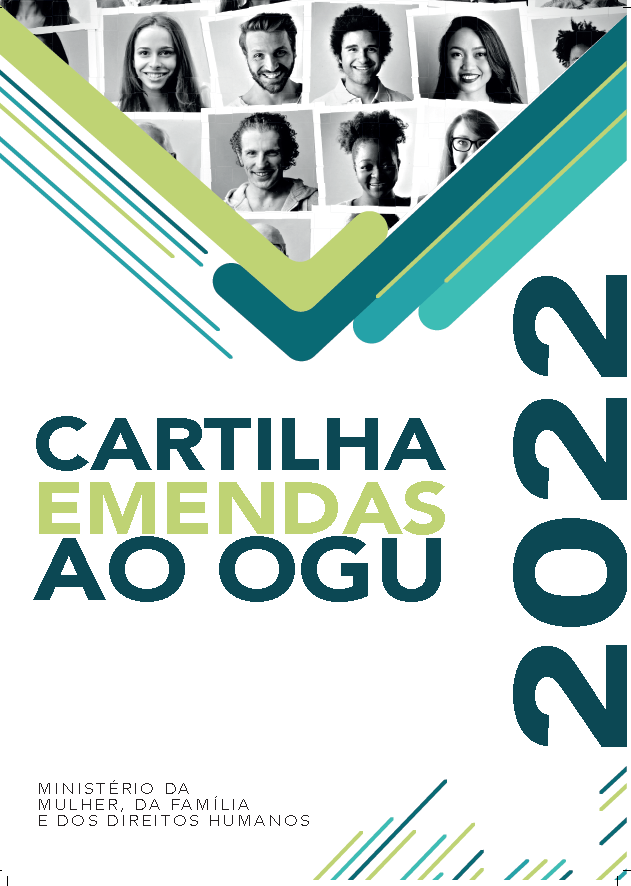 2022
CARTILHA
EMENDAS
AO OGU
MINISTÉRIO DA
MULHER, DA FAMÍLIA
E DOS DIREITOS HUMANOS